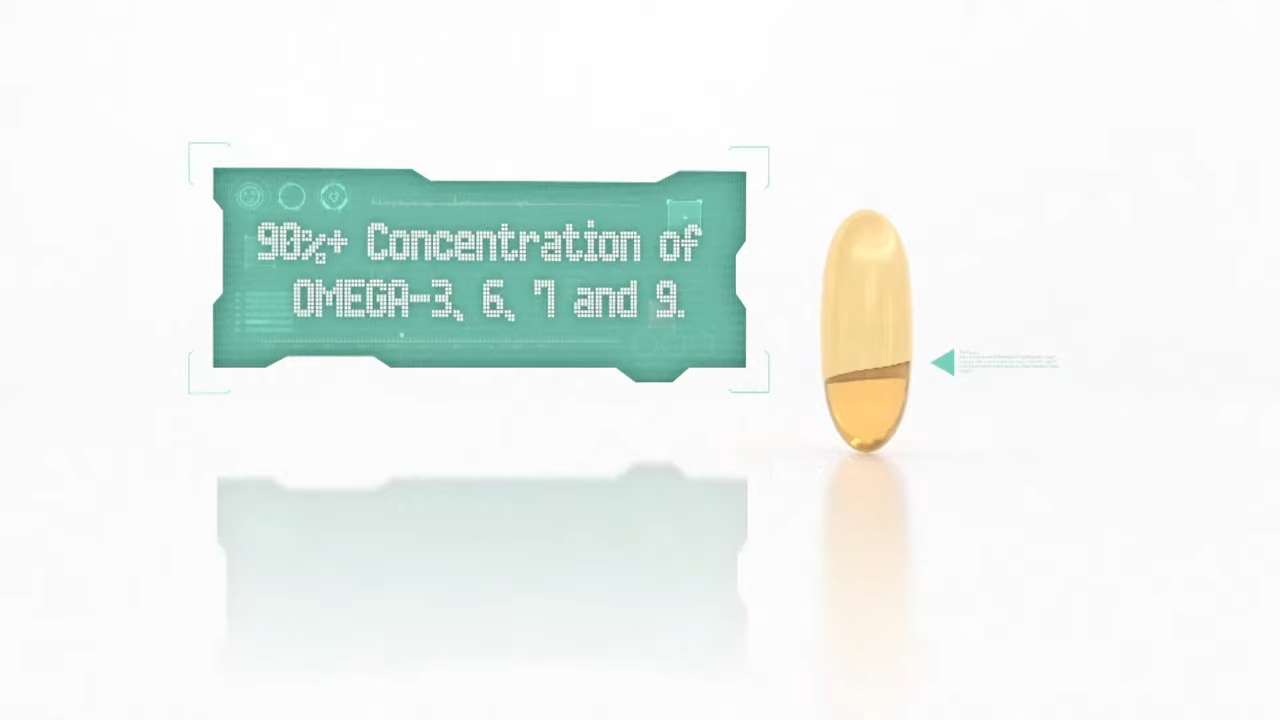 90%+ Concentration of
OMEGA-3, 6, 7 and 9.